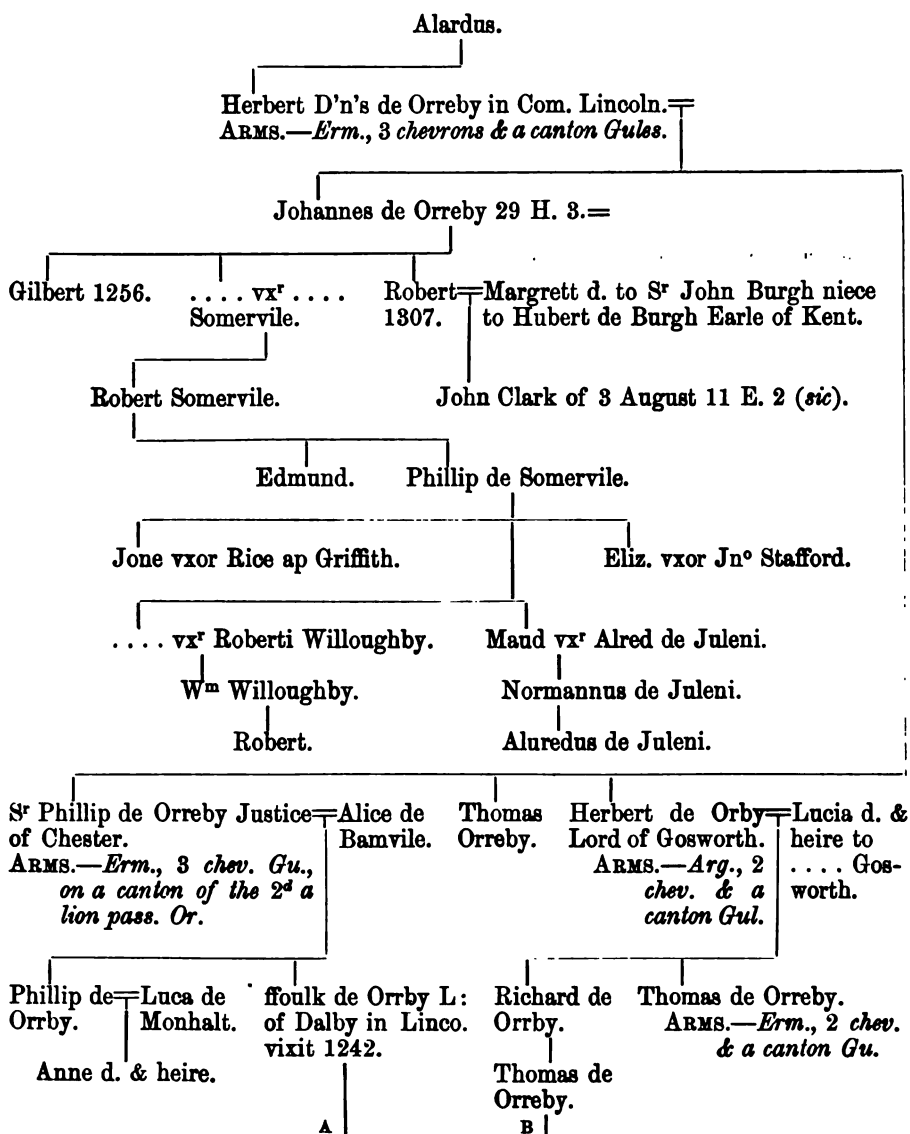 Alardus.
Herbert D'n's de Orreby in Com. Lincoln.=
ARMS.—Erm., 3 chevrons & a canton Gules.
Johannes de Orreby 29 H. 3.=
Gilbert 1256.
. . . . vxʳ . . . .
Somervile.
Robert=Margrett d. to Sʳ John Burgh niece
1307. to Hubert de Burgh Earle of Kent.
Robert Somervile.
John Clark of 3 August 11 E. 2 (sic).
Edmund.
Phillip de Somervile.
Jone vxor Rice ap Griffith.
Eliz. vxor Jnᵒ Stafford.
. . . . vxʳ Roberti Willoughby.
Maud vxʳ Alred de Juleni.
Wᵐ Willoughby.
Normannus de Juleni.
Robert.
Aluredus de Juleni.
Sʳ Phillip de Orreby Justice=Alice de
of Chester. Bamvile.
ARMS.—Erm., 3 chev. Gu.,
on a canton of the 2ᵈ a
lion pass. Or.
Thomas
Orreby.
Herbert de Orby=Lucia d. &
Lord of Gosworth. heire to
ARMS.—Arg., 2 . . . . Gos-
chev. & a worth.
canton Gul.
Phillip de=Luca de
Orrby. Monhalt.
ffoulk de Orrby L:
of Dalby in Linco.
vixit 1242.
Richard de
Orrby.
Thomas de Orreby.
ARMS.—Erm., 2 chev.
& a canton Gu.
Anne d. & heire.
Thomas de
Orreby.
A
B